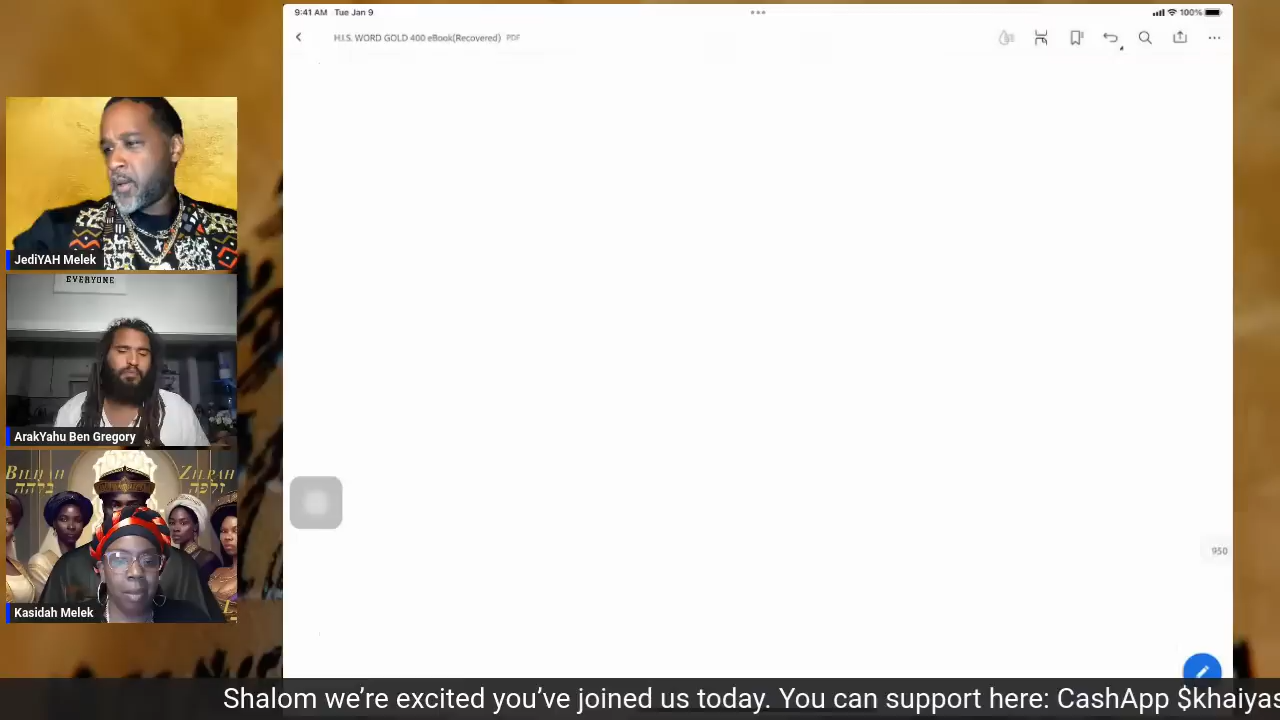 9:41 AM Tue Jan 9
100%
H.I.S. WORD GOLD 400 eBook(Recovered) PDF
JediYAH Melek
EVERYONE
ArakYahu Ben Gregory
BILHAH
ZILPAH
בלהה
זלפה
950
Kasidah Melek
Shalom we’re excited you’ve joined us today. You can support here: CashApp $khaiyas